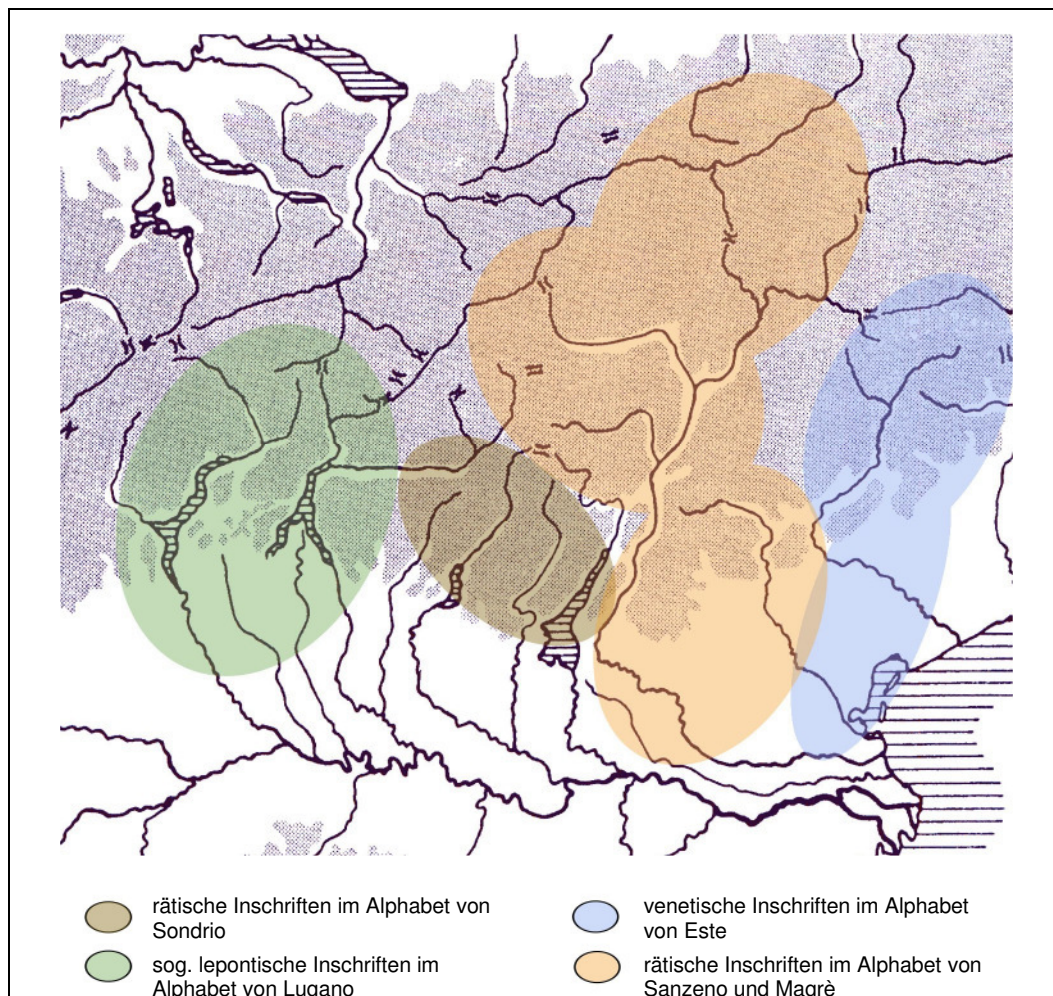 rätische Inschriften im Alphabet von
Sondrio
venetische Inschriften im Alphabet
von Este
sog. lepontische Inschriften im
Alphabet von Lugano
rätische Inschriften im Alphabet von
Sanzeno und Magrè